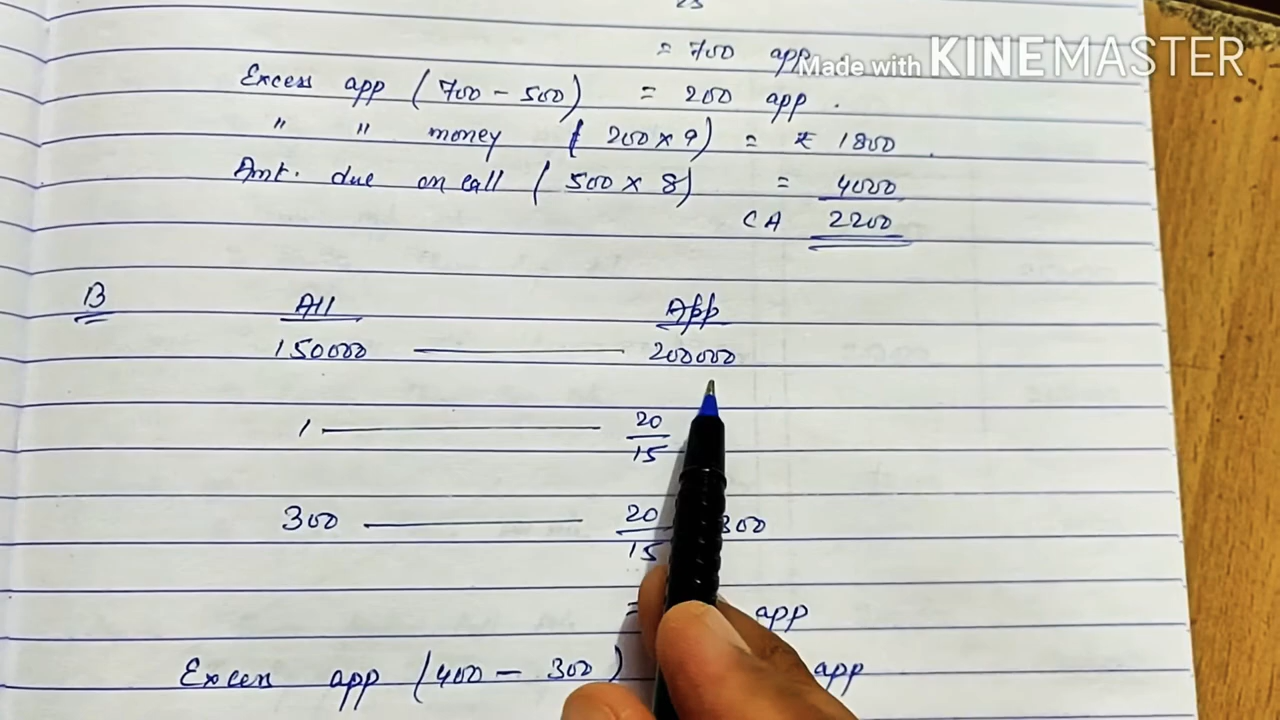 = 700 app
Made with KINEMASTER
Excess app (700 - 500) = 200 app.
" " money (200 x 9) = ₹ 1800
Amt. due on call (500 x 8) = 4000
CA 2200
B All App
150000 — 200000
1 — 20/15
300 — 20/15 300
= app
Excess app (400 - 300) app